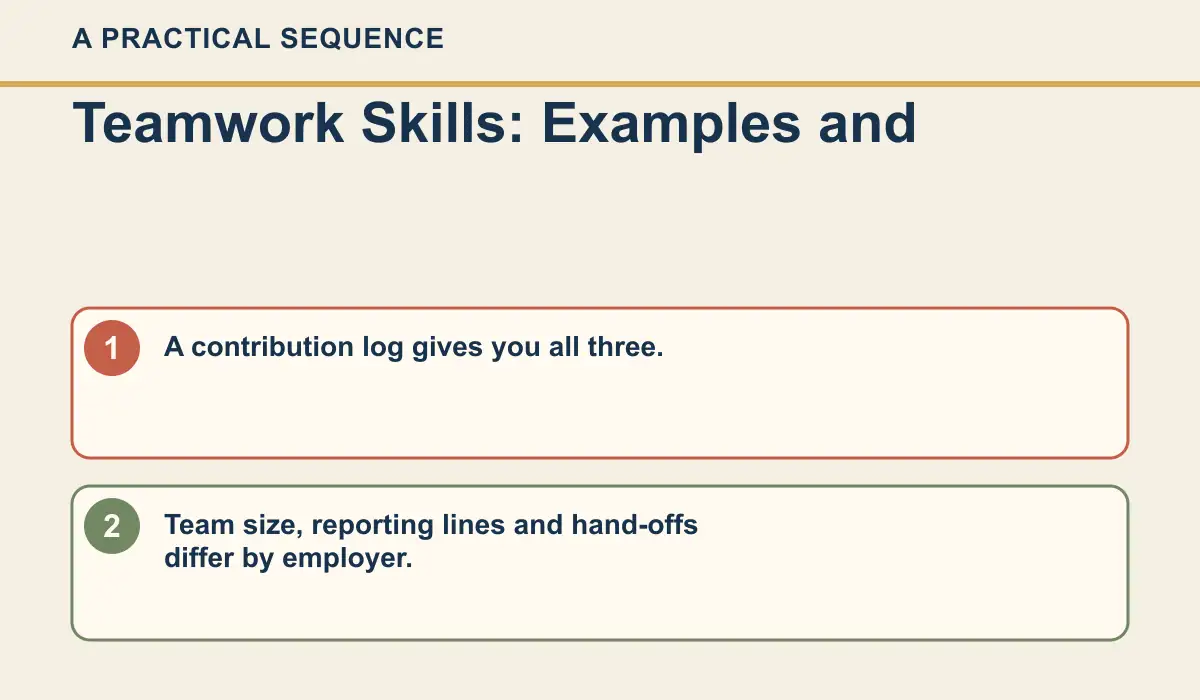 A PRACTICAL SEQUENCE
Teamwork Skills: Examples and
1
A contribution log gives you all three.
2
Team size, reporting lines and hand-offs
differ by employer.